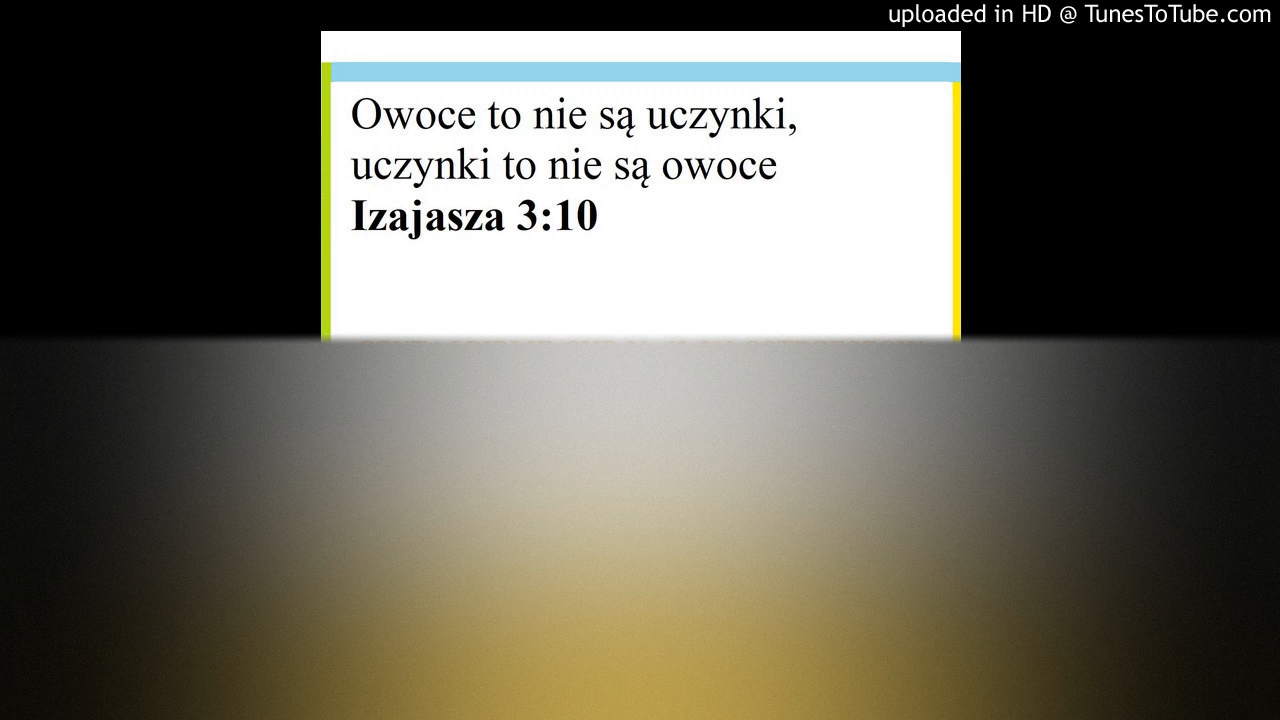 uploaded in HD @ TunesToTube.com
Owoce to nie są uczynki,
uczynki to nie są owoce
Izajasza 3:10